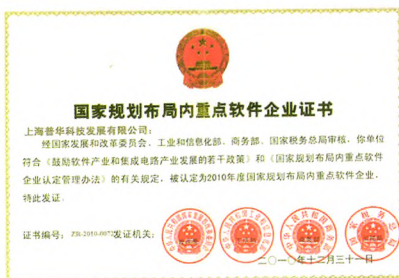 国家规划布局内重点软件企业证书
上海普华科技发展有限公司：
经国家发展和改革委员会、工业和信息化部、商务部、国家税务总局审核，你单位
符合《鼓励软件产业和集成电路产业发展的若干政策》和《国家规划布局内重点软件
企业认定管理办法》的有关规定，被认定为2010年度国家规划布局内重点软件企业，
特此发证。
证书编号： ZR-2010-0072 发证机关：
二〇一〇年十二月三十一日